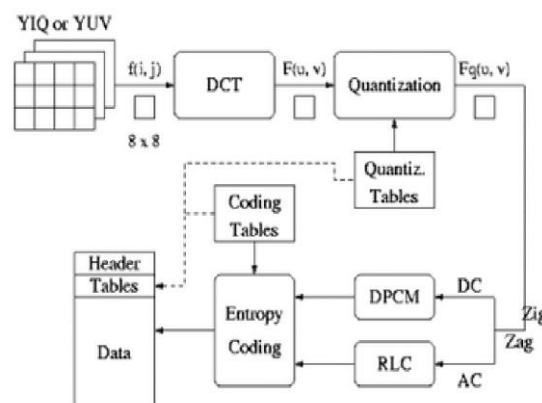 YIQ or YUV
f(i, j)
F(u, v)
Fq(u, v)
DCT
Quantization
8 x 8
Quantiz.
Tables
Coding
Tables
Header
Tables
Data
Entropy
Coding
DPCM
DC
Zig
Zag
RLC
AC